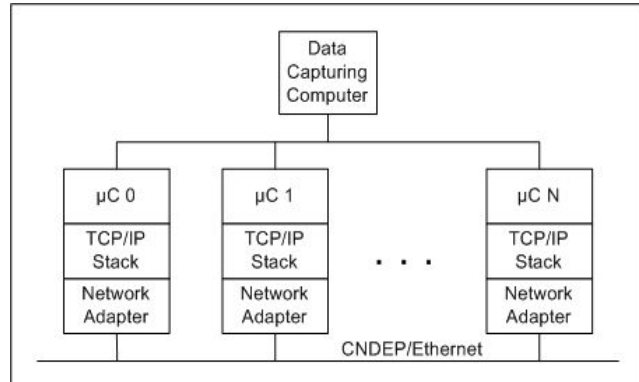 Data
Capturing
Computer
µC 0
µC 1
µC N
TCP/IP
Stack
TCP/IP
Stack
. . .
TCP/IP
Stack
Network
Adapter
Network
Adapter
Network
Adapter
CNDEP/Ethernet